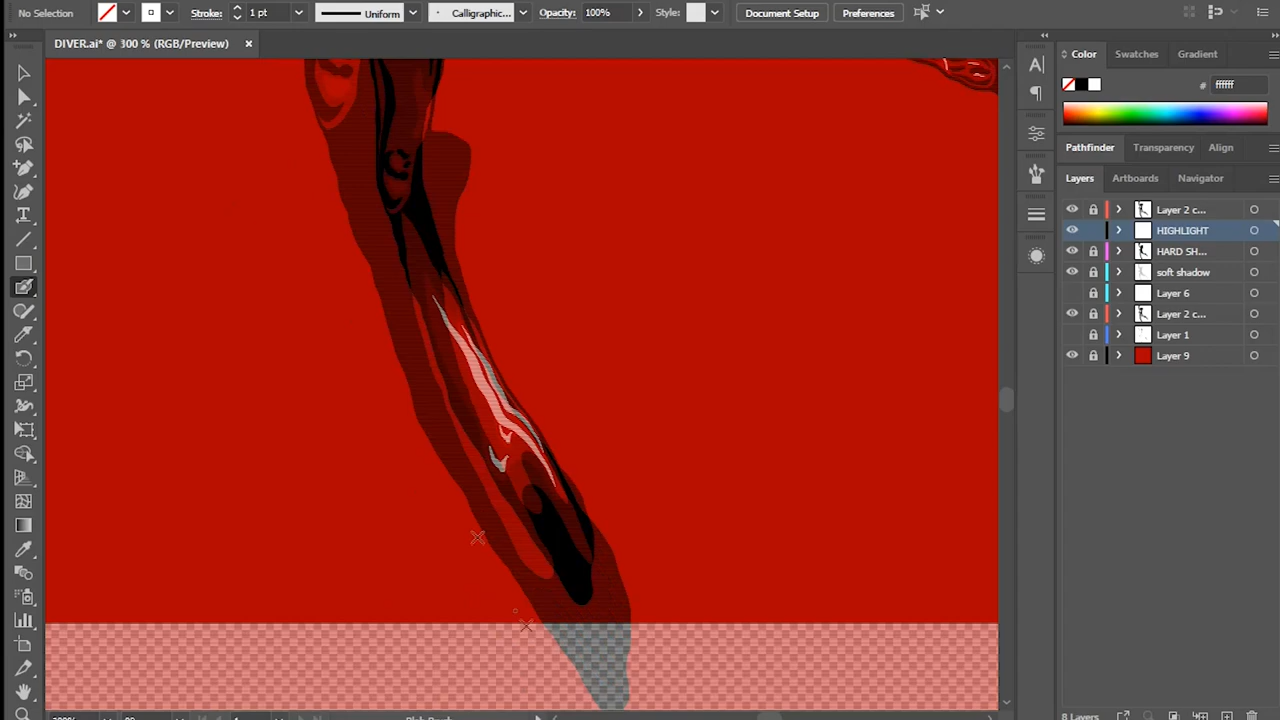 No Selection Stroke: 1 pt Uniform Calligraphic... Opacity: 100% Style: Document Setup Preferences
DIVER.ai* @ 300 % (RGB/Preview) ×
Color Swatches Gradient
# ffffff
Pathfinder Transparency Align
Layers Artboards Navigator
Layer 2 c...
HIGHLIGHT
HARD SH...
soft shadow
Layer 6
Layer 2 c...
Layer 1
Layer 9
8 Layers